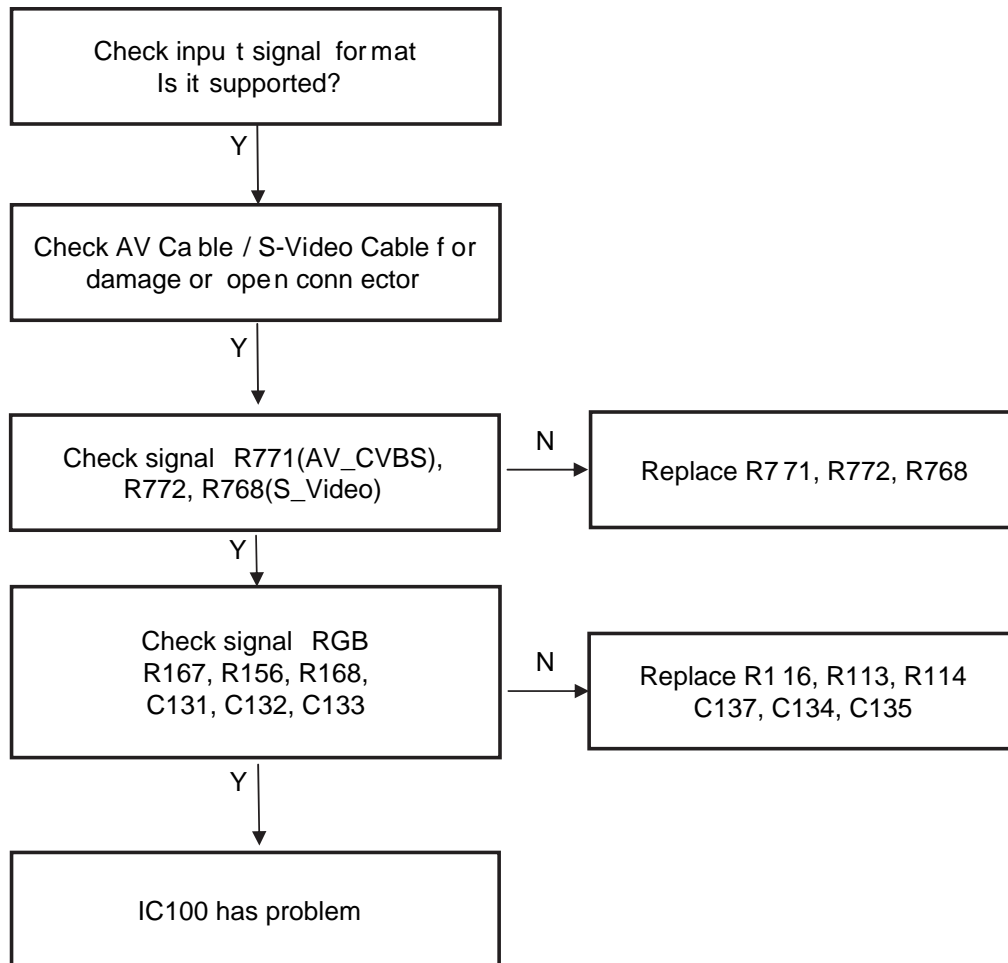 Check inpu t signal for mat
Is it supported?
Y
Check AV Ca ble / S-Video Cable f or
damage or open conn ector
Y
Check signal R771(AV_CVBS),
R772, R768(S_Video)
N
Replace R7 71, R772, R768
Y
Check signal RGB
R167, R156, R168,
C131, C132, C133
N
Replace R1 16, R113, R114
C137, C134, C135
Y
IC100 has problem